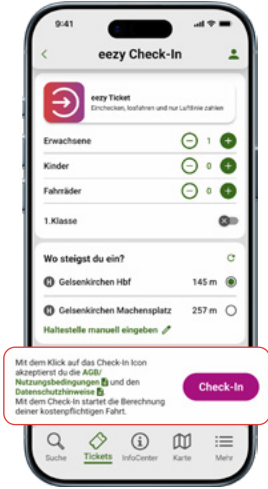 9:41
eezy Check-In
eezy Ticket
Einchecken, losfahren und nur Luftlinie zahlen
Erwachsene 1
Kinder 0
Fahrräder 0
1.Klasse
Wo steigst du ein?
H Gelsenkirchen Hbf 145 m
H Gelsenkirchen Machensplatz 257 m
Haltestelle manuell eingeben
Mit dem Klick auf das Check-In Icon
akzeptierst du die AGB/
Nutzungsbedingungen und den
Datenschutzhinweise.
Mit dem Check-In startet die Berechnung
deiner kostenpflichtigen Fahrt.
Check-In
Suche Tickets InfoCenter Karte Mehr